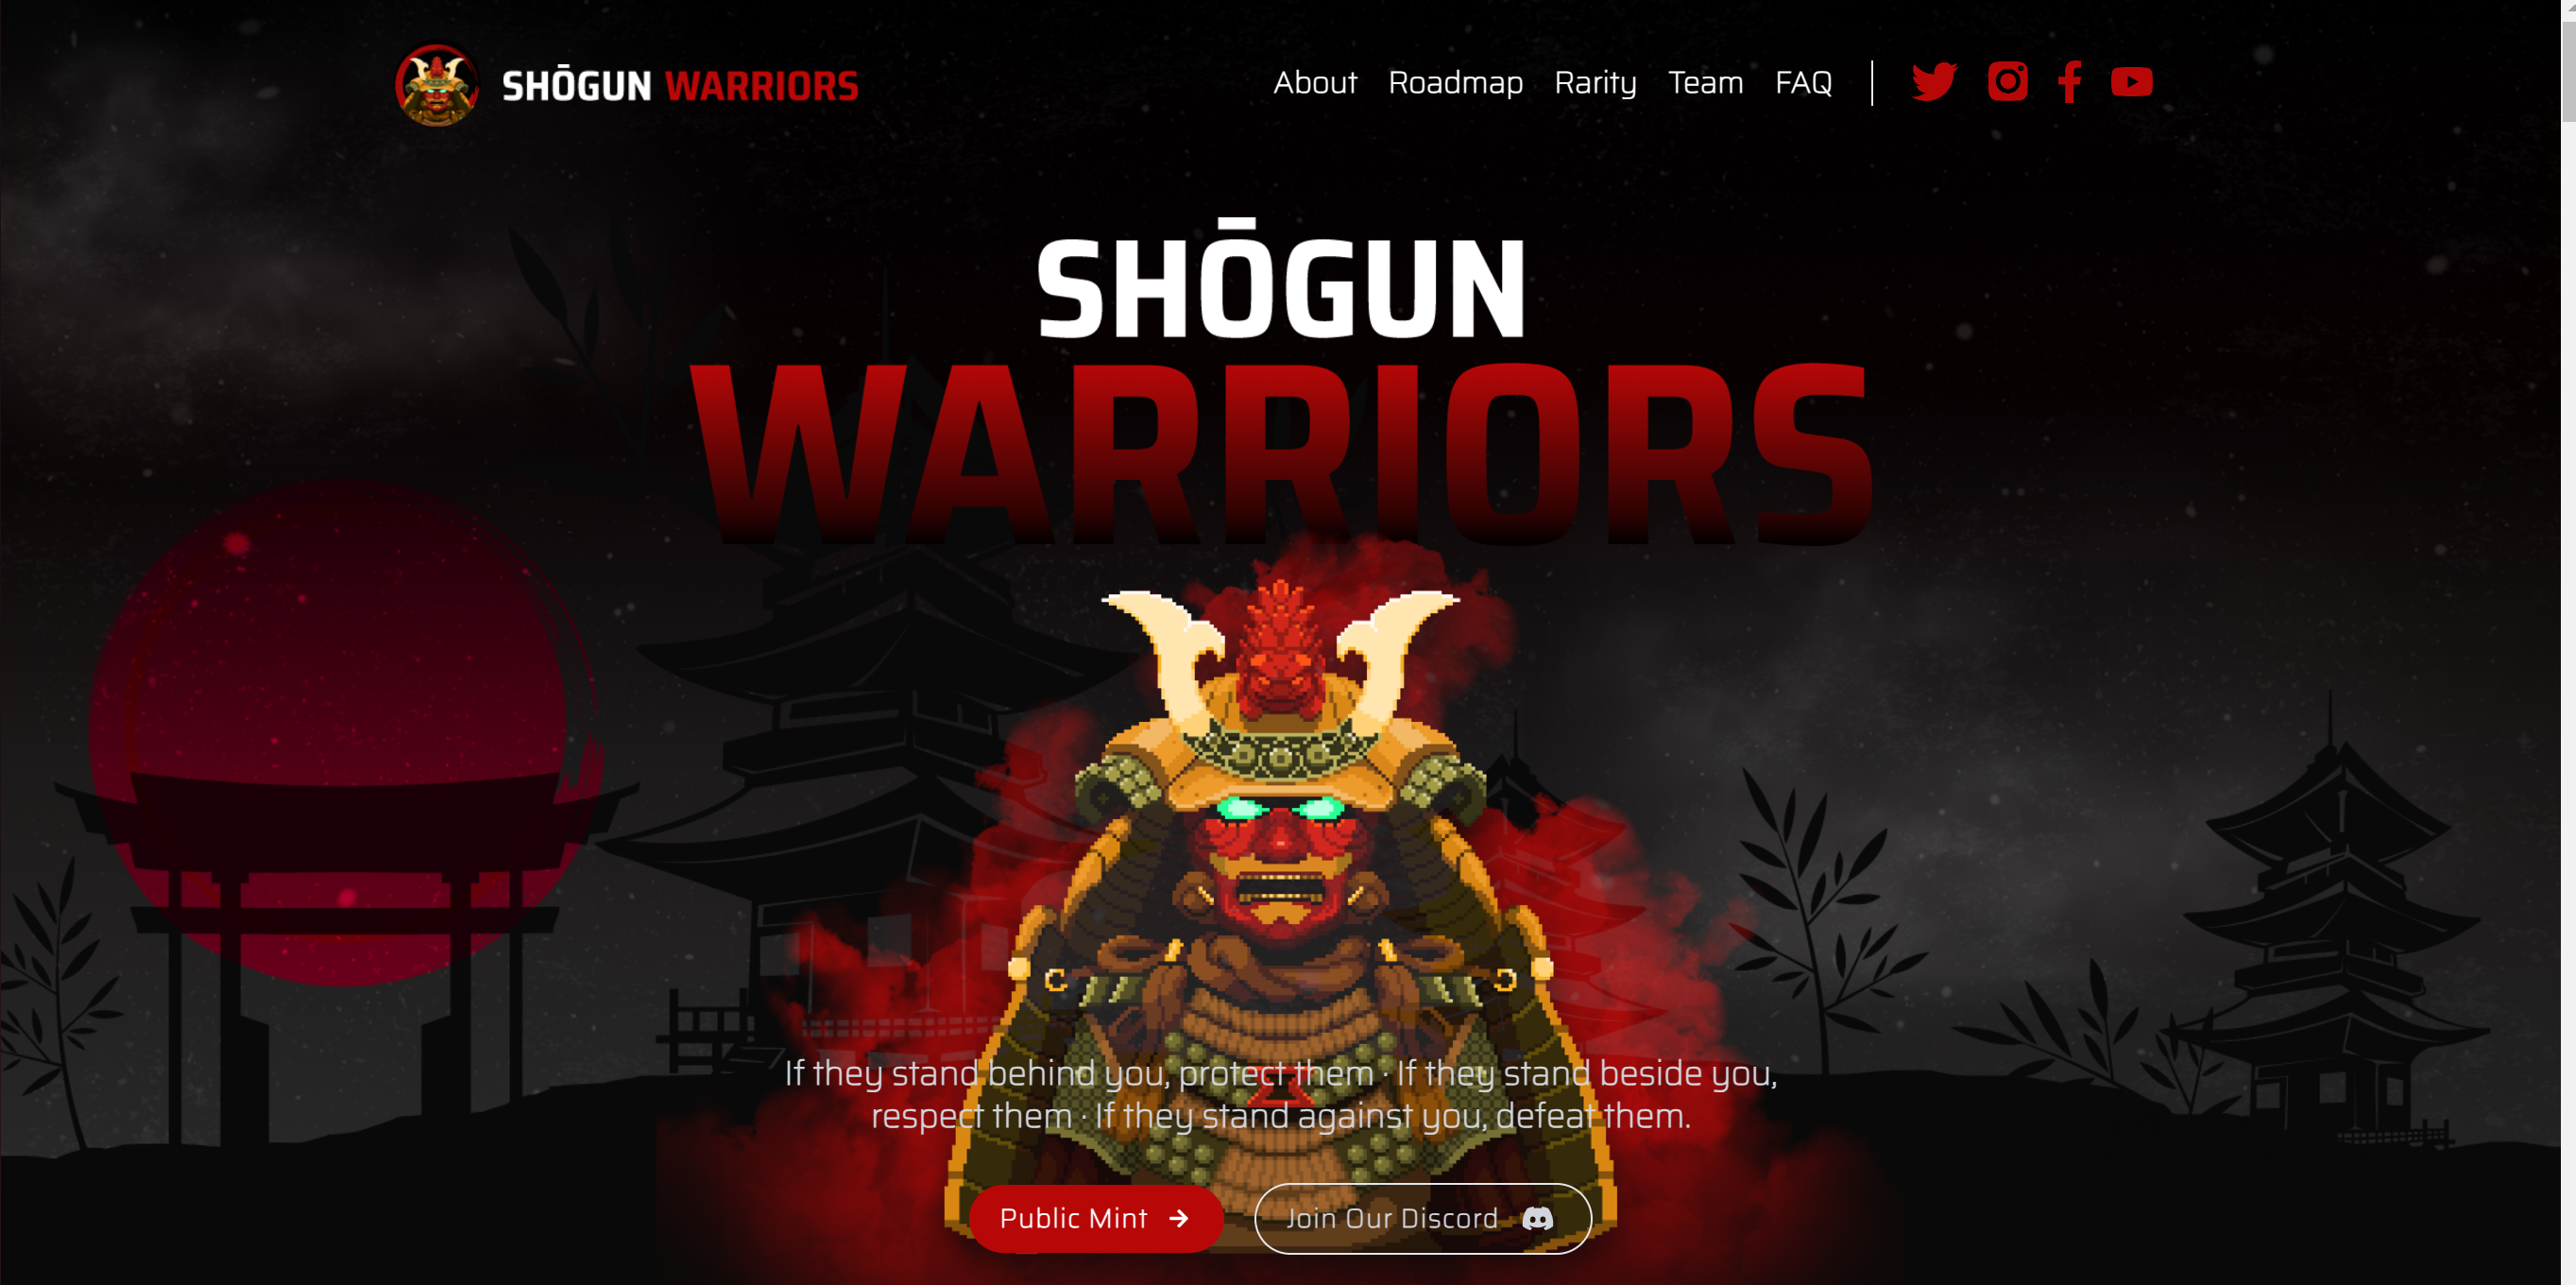 SHŌGUN WARRIORS
About Roadmap Rarity Team FAQ
SHŌGUN
WARRIORS
If they stand behind you, protect them · If they stand beside you,
respect them · If they stand against you, defeat them.
Public Mint
Join Our Discord